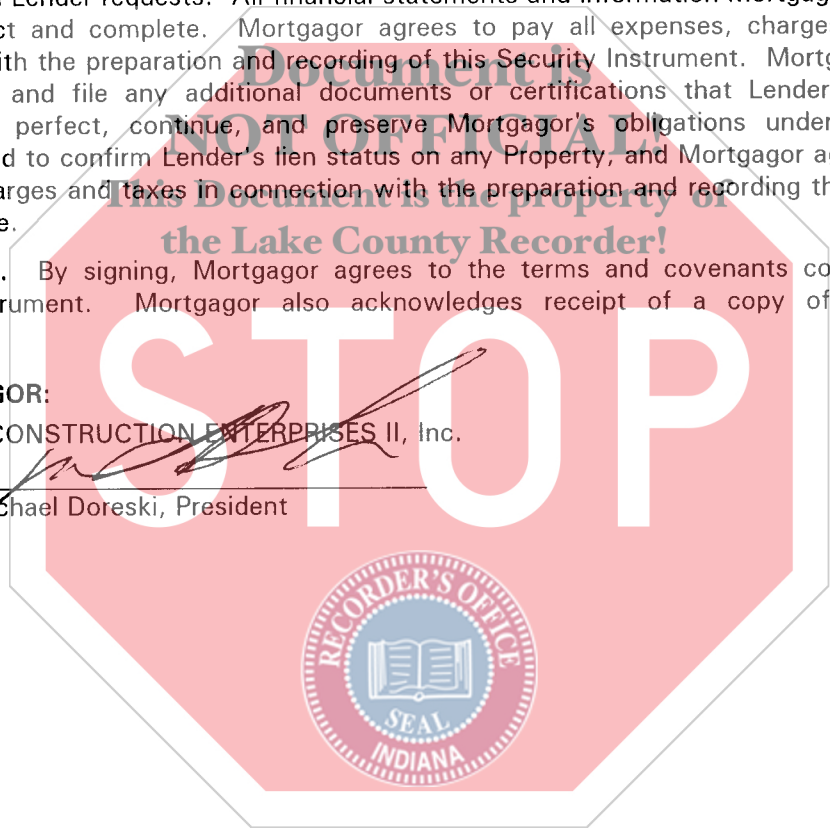 Lender requests. All financial statements and information Mortgag
ct and complete. Mortgagor agrees to pay all expenses, charge
ith the preparation and recording of this Security Instrument. Mortg
and file any additional documents or certifications that Lender
perfect, continue, and preserve Mortgagor's obligations under
d to confirm Lender's lien status on any Property, and Mortgagor a
arges and taxes in connection with the preparation and recording th
e.
Document is
NOT OFFICIAL!
This Document is the property of
the Lake County Recorder!
. By signing, Mortgagor agrees to the terms and covenants co
rument. Mortgagor also acknowledges receipt of a copy of
STOP
GOR:
CONSTRUCTION ENTERPRISES II, Inc.
chael Doreski, President
RECORDER'S OFFICE
SEAL
INDIANA